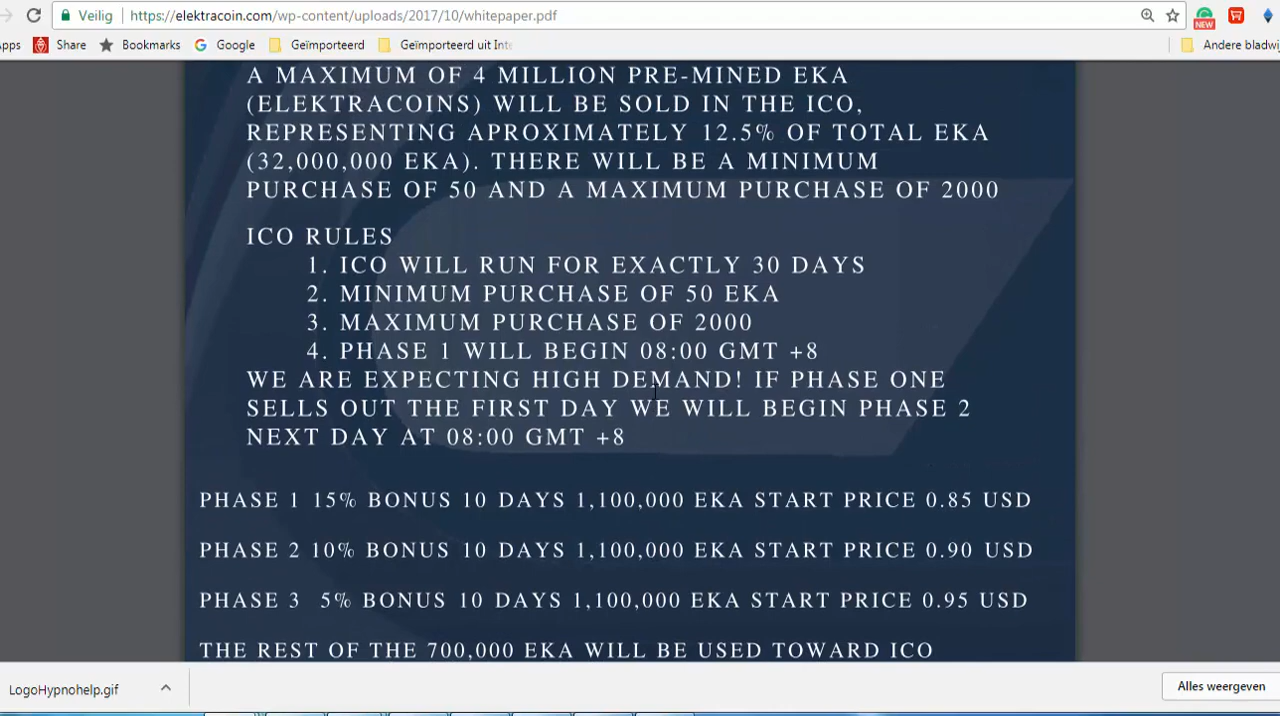 Veilig
https://elektracoin.com/wp-content/uploads/2017/10/whitepaper.pdf
NEW
pps Share Bookmarks Google Geïmporteerd Geïmporteerd uit Inte Andere bladwij
A MAXIMUM OF 4 MILLION PRE-MINED EKA
(ELEKTRACOINS) WILL BE SOLD IN THE ICO,
REPRESENTING APROXIMATELY 12.5% OF TOTAL EKA
(32,000,000 EKA). THERE WILL BE A MINIMUM
PURCHASE OF 50 AND A MAXIMUM PURCHASE OF 2000
ICO RULES
1. ICO WILL RUN FOR EXACTLY 30 DAYS
2. MINIMUM PURCHASE OF 50 EKA
3. MAXIMUM PURCHASE OF 2000
4. PHASE 1 WILL BEGIN 08:00 GMT +8
WE ARE EXPECTING HIGH DEMAND! IF PHASE ONE
SELLS OUT THE FIRST DAY WE WILL BEGIN PHASE 2
NEXT DAY AT 08:00 GMT +8
PHASE 1 15% BONUS 10 DAYS 1,100,000 EKA START PRICE 0.85 USD
PHASE 2 10% BONUS 10 DAYS 1,100,000 EKA START PRICE 0.90 USD
PHASE 3 5% BONUS 10 DAYS 1,100,000 EKA START PRICE 0.95 USD
THE REST OF THE 700,000 EKA WILL BE USED TOWARD ICO
LogoHypnohelp.gif
Alles weergeven